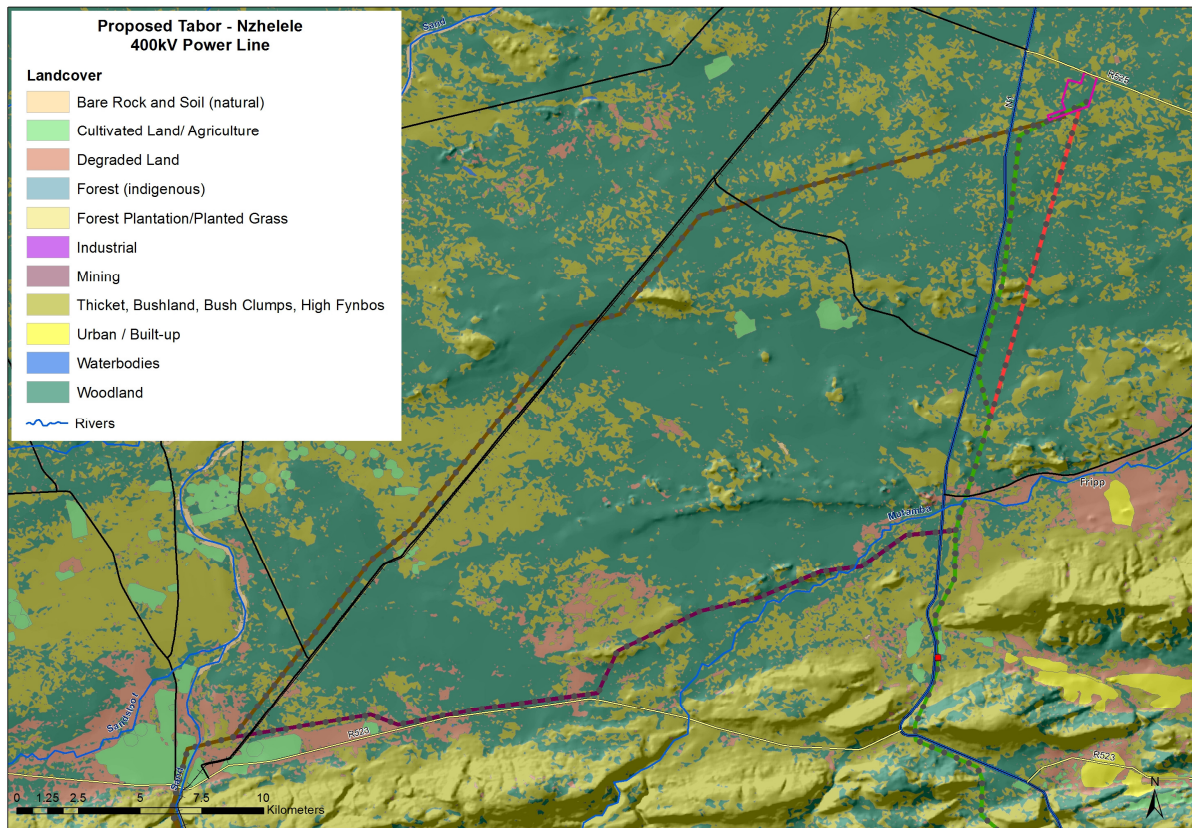 Proposed Tabor - Nzhelele
400kV Power Line
Landcover
Bare Rock and Soil (natural)
Cultivated Land/ Agriculture
Degraded Land
Forest (indigenous)
Forest Plantation/Planted Grass
Industrial
Mining
Thicket, Bushland, Bush Clumps, High Fynbos
Urban / Built-up
Waterbodies
Woodland
Rivers
Sand
R525
N1
Fripp
Mutamba
Sandsloot
R523
R523
Sand
N
0 1.25 2.5 5 7.5 10
Kilometers